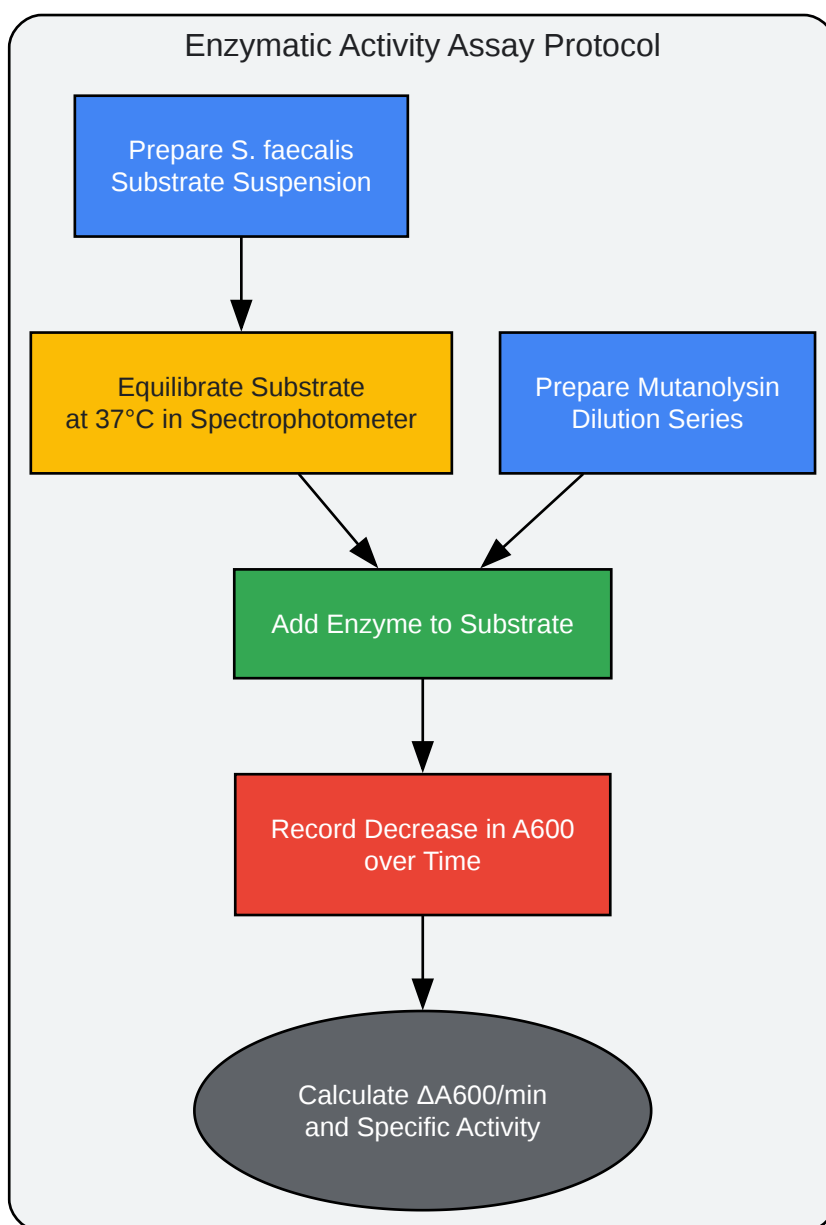 Enzymatic Activity Assay Protocol
Prepare S. faecalis
Substrate Suspension
Equilibrate Substrate
at 37°C in Spectrophotometer
Prepare Mutanolysin
Dilution Series
Add Enzyme to Substrate
Record Decrease in A600
over Time
Calculate ΔA600/min
and Specific Activity